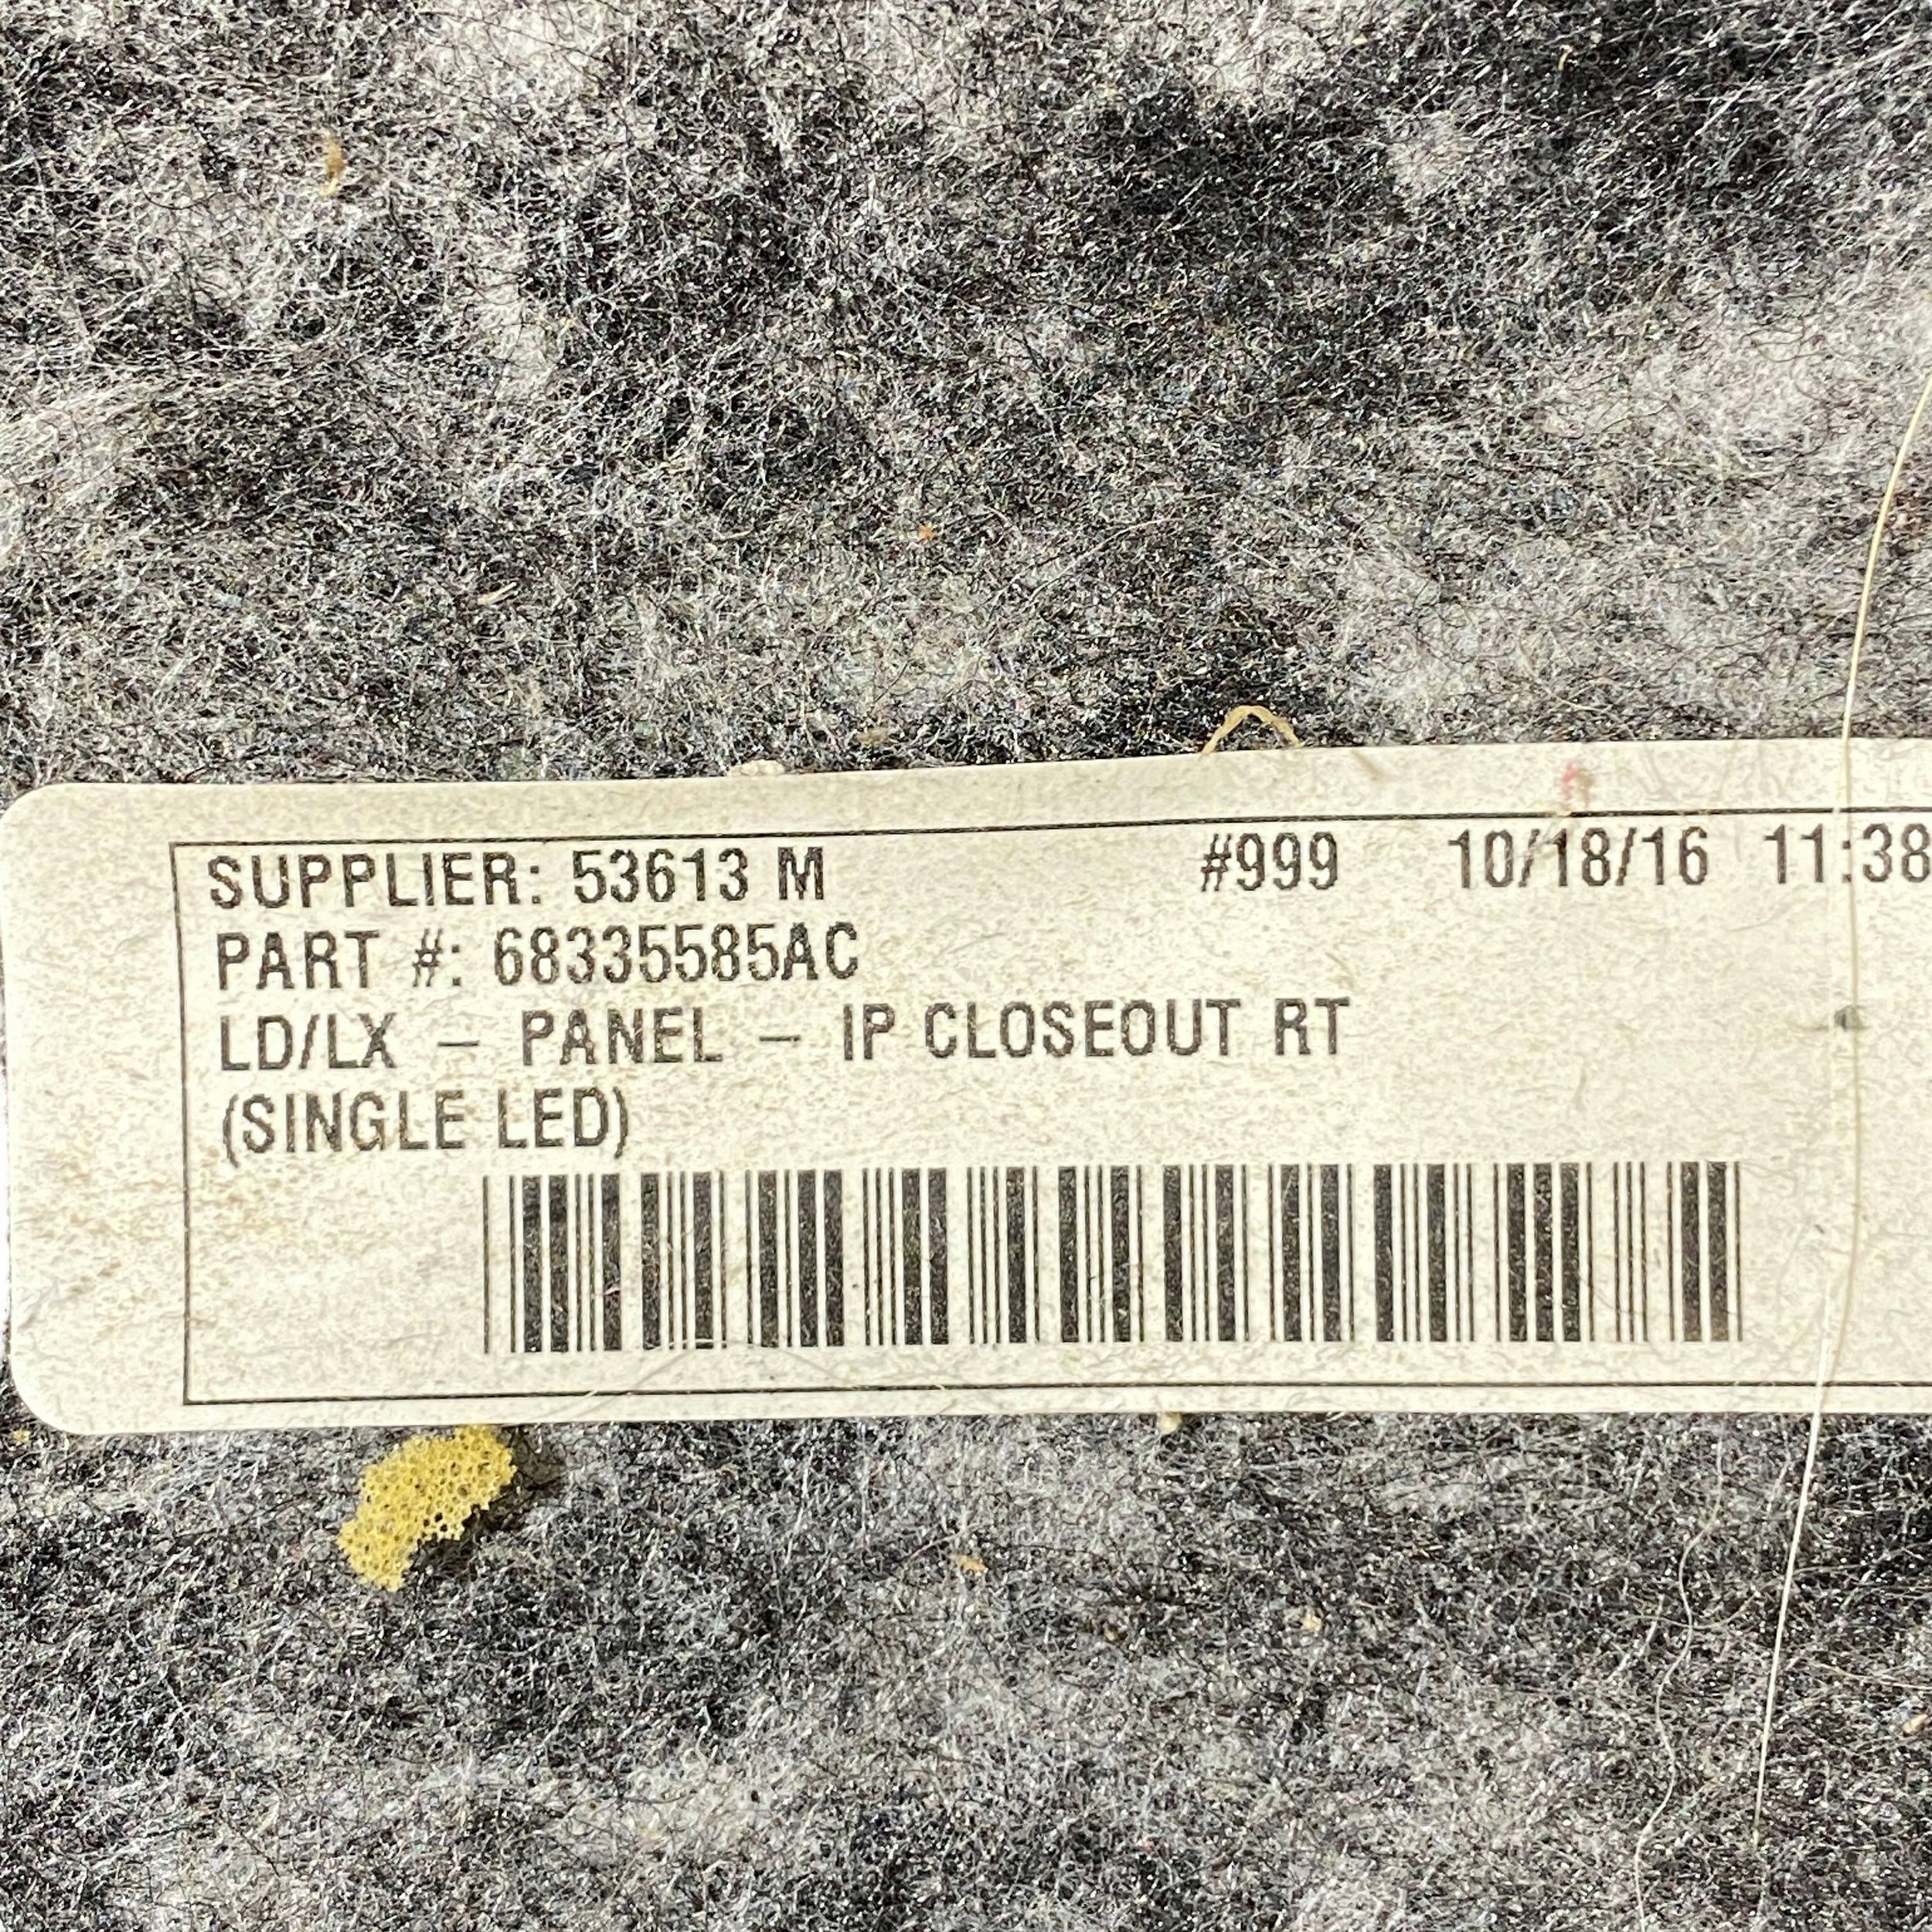 SUPPLIER: 53613 M #999 10/18/16 11:38
PART #: 68335585AC
LD/LX – PANEL – IP CLOSEOUT RT
(SINGLE LED)